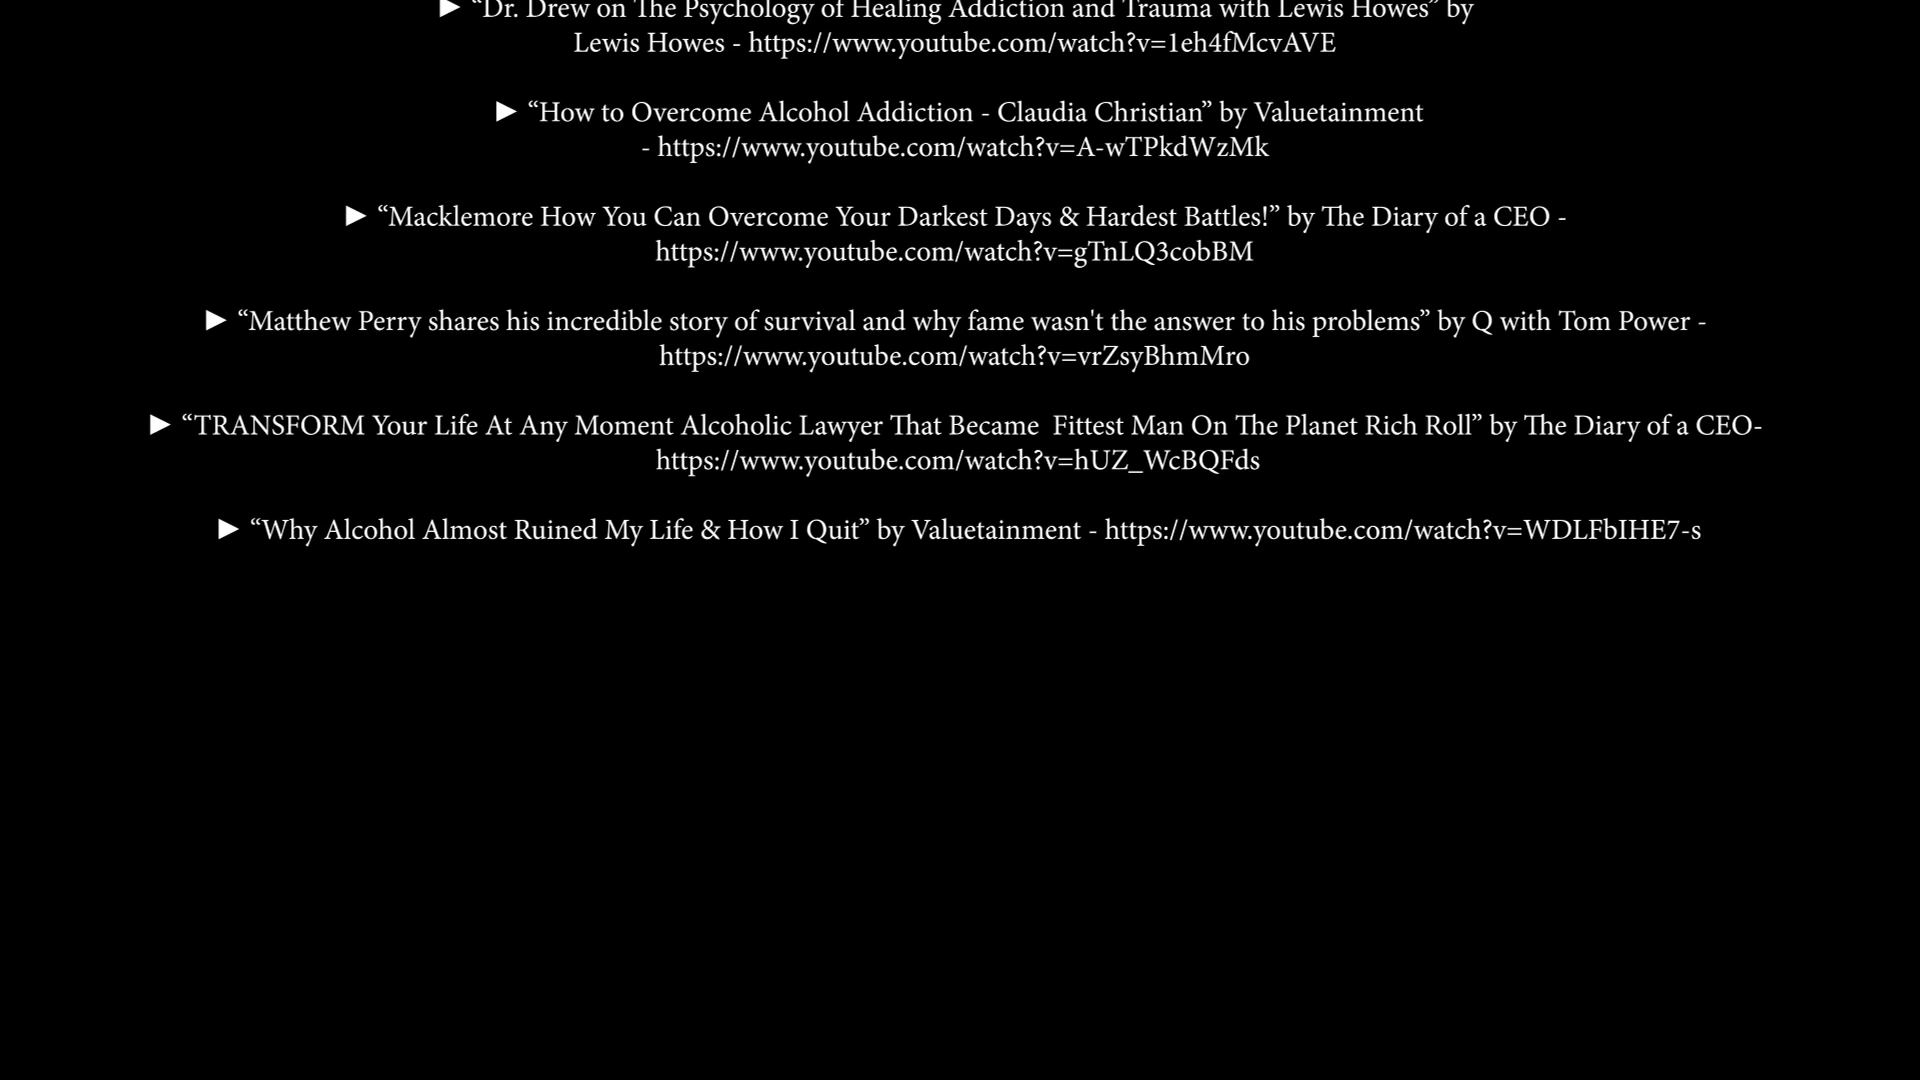 ► “Dr. Drew on The Psychology of Healing Addiction and Trauma with Lewis Howes” by
Lewis Howes - https://www.youtube.com/watch?v=1eh4fMcvAVE
► “How to Overcome Alcohol Addiction - Claudia Christian” by Valuetainment
- https://www.youtube.com/watch?v=A-wTPkdWzMk
► “Macklemore How You Can Overcome Your Darkest Days & Hardest Battles!” by The Diary of a CEO -
https://www.youtube.com/watch?v=gTnLQ3cobBM
► “Matthew Perry shares his incredible story of survival and why fame wasn't the answer to his problems” by Q with Tom Power -
https://www.youtube.com/watch?v=vrZsyBhmMro
► “TRANSFORM Your Life At Any Moment Alcoholic Lawyer That Became  Fittest Man On The Planet Rich Roll” by The Diary of a CEO-
https://www.youtube.com/watch?v=hUZ_WcBQFds
► “Why Alcohol Almost Ruined My Life & How I Quit” by Valuetainment - https://www.youtube.com/watch?v=WDLFbIHE7-s